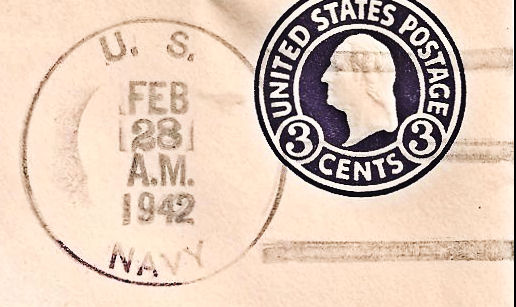 U. S.
FEB
28
A.M.
1942
NAVY
UNITED STATES POSTAGE
3 3
CENTS